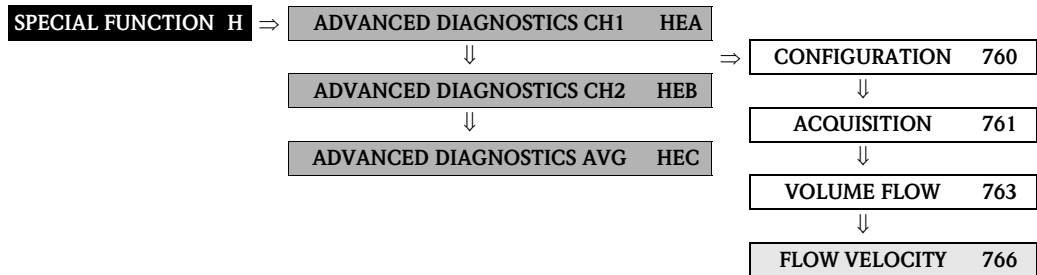 SPECIAL FUNCTION H ⇒ ADVANCED DIAGNOSTICS CH1 HEA
⇓
⇒ CONFIGURATION 760
ADVANCED DIAGNOSTICS CH2 HEB
⇓
⇓
ACQUISITION 761
ADVANCED DIAGNOSTICS AVG HEC
⇓
VOLUME FLOW 763
⇓
FLOW VELOCITY 766